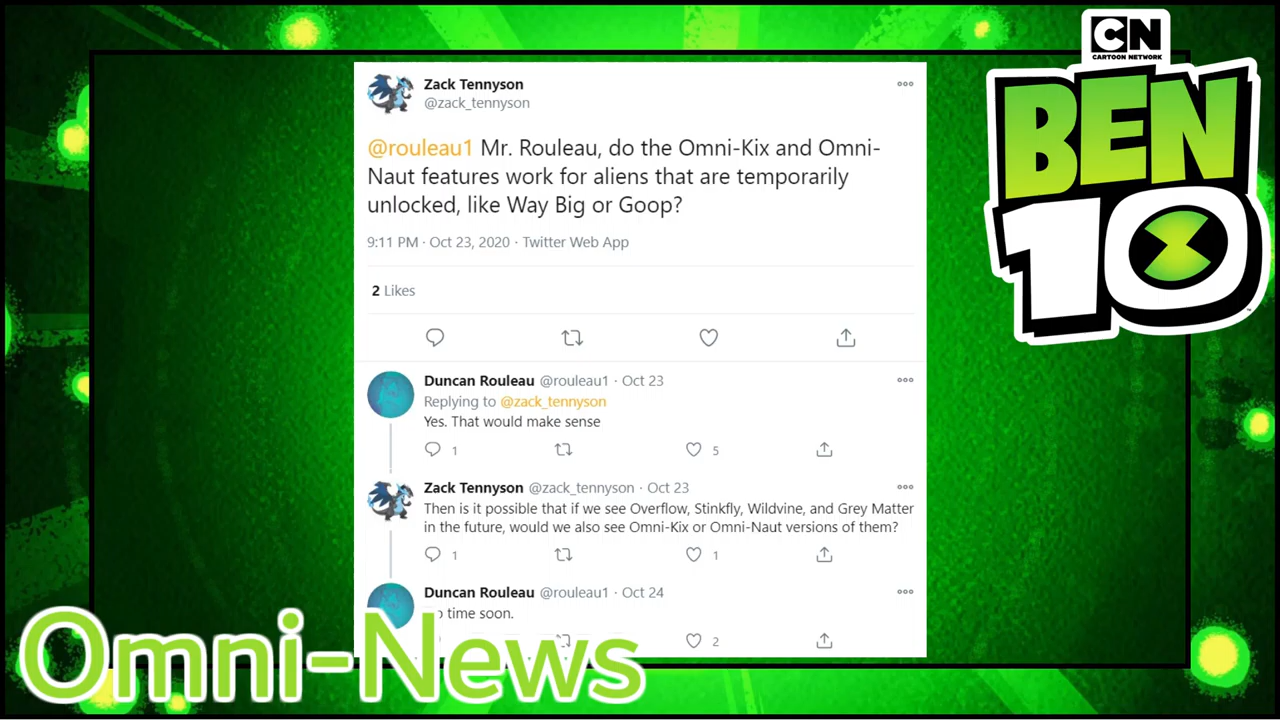 CN
CARTOON NETWORK
BEN
10
Zack Tennyson
@zack_tennyson
@rouleau1 Mr. Rouleau, do the Omni-Kix and Omni-
Naut features work for aliens that are temporarily
unlocked, like Way Big or Goop?
9:11 PM · Oct 23, 2020 · Twitter Web App
2 Likes
Duncan Rouleau @rouleau1 · Oct 23
Replying to @zack_tennyson
Yes. That would make sense
1 5
Zack Tennyson @zack_tennyson · Oct 23
Then is it possible that if we see Overflow, Stinkfly, Wildvine, and Grey Matter
in the future, would we also see Omni-Kix or Omni-Naut versions of them?
1 1
Duncan Rouleau @rouleau1 · Oct 24
time soon.
2
Omni-News